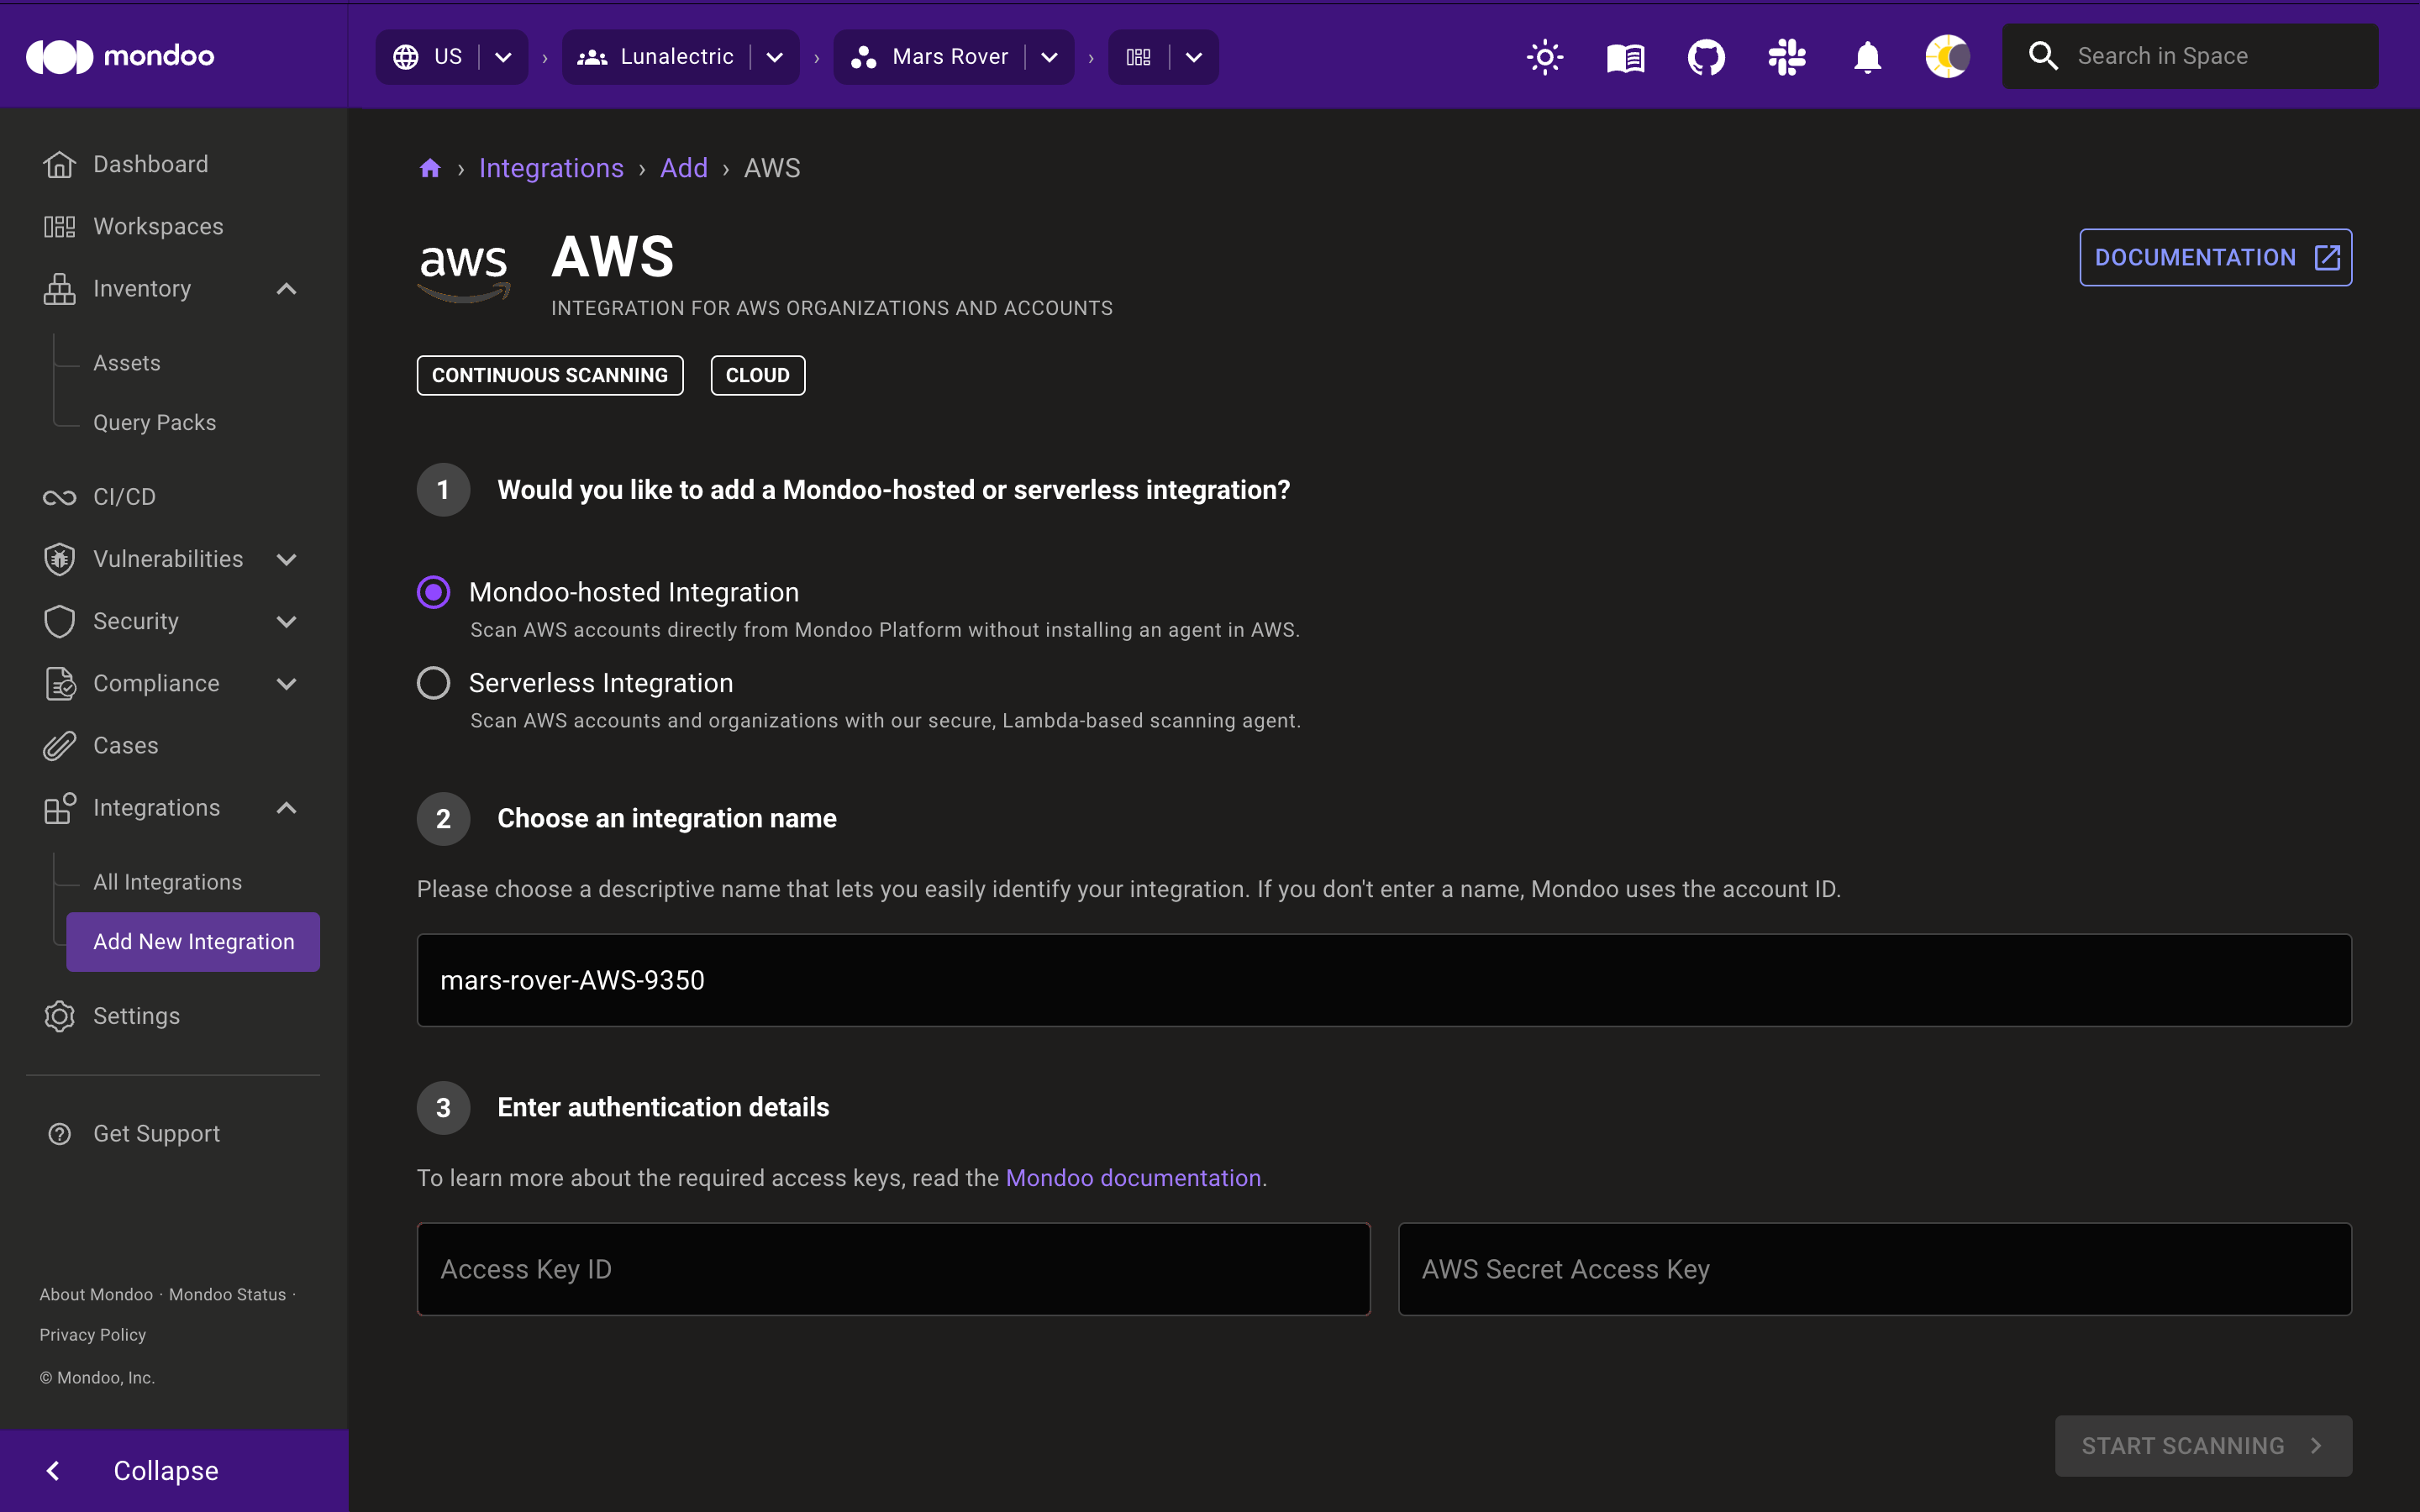 mondoo
US
Lunalectric
Mars Rover
Search in Space
Dashboard
Workspaces
Inventory
Assets
Query Packs
CI/CD
Vulnerabilities
Security
Compliance
Cases
Integrations
All Integrations
Add New Integration
Settings
Get Support
About Mondoo · Mondoo Status ·
Privacy Policy
© Mondoo, Inc.
Collapse
› Integrations › Add › AWS
aws
AWS
INTEGRATION FOR AWS ORGANIZATIONS AND ACCOUNTS
DOCUMENTATION
CONTINUOUS SCANNING
CLOUD
1 Would you like to add a Mondoo-hosted or serverless integration?
Mondoo-hosted Integration
Scan AWS accounts directly from Mondoo Platform without installing an agent in AWS.
Serverless Integration
Scan AWS accounts and organizations with our secure, Lambda-based scanning agent.
2 Choose an integration name
Please choose a descriptive name that lets you easily identify your integration. If you don't enter a name, Mondoo uses the account ID.
mars-rover-AWS-9350
3 Enter authentication details
To learn more about the required access keys, read the Mondoo documentation.
Access Key ID
AWS Secret Access Key
START SCANNING